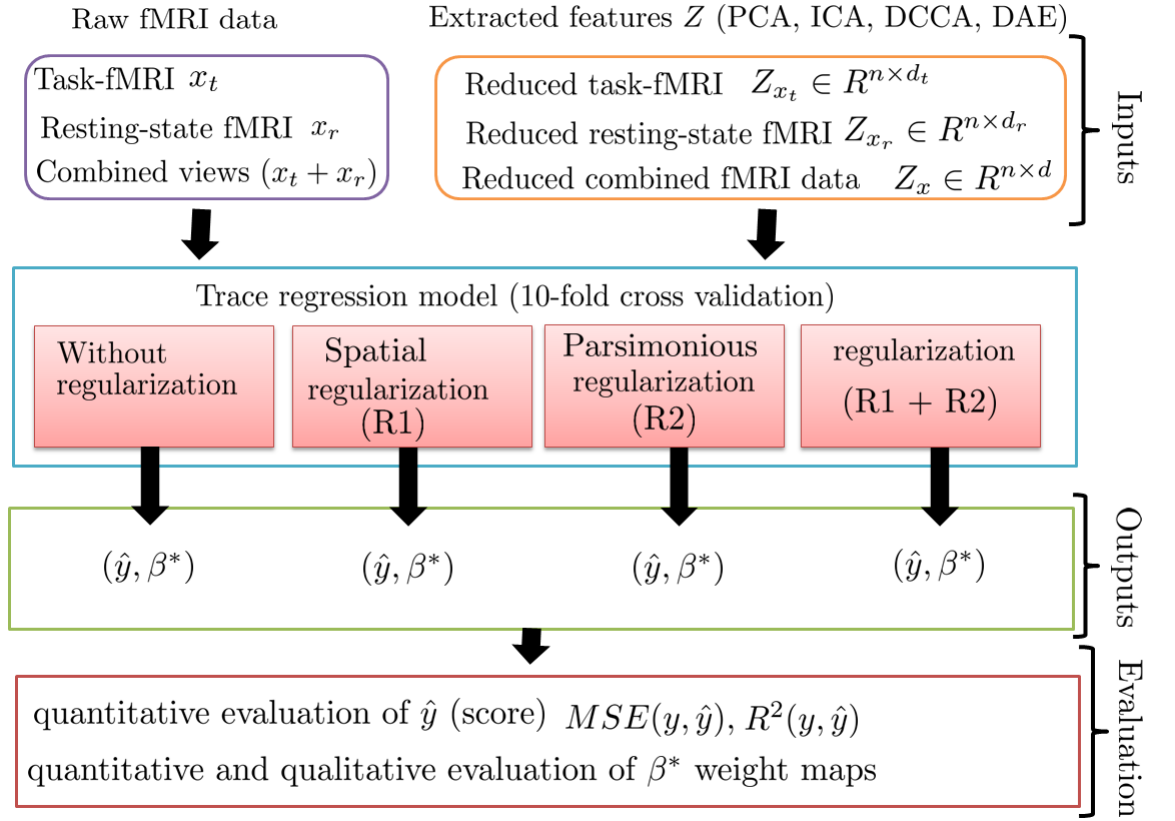 Raw fMRI data
Task-fMRI x_t
Resting-state fMRI x_r
Combined views (x_t + x_r)
Extracted features Z (PCA, ICA, DCCA, DAE)
Reduced task-fMRI Z_{x_t} ∈ R^{n×d_t}
Reduced resting-state fMRI Z_{x_r} ∈ R^{n×d_r}
Reduced combined fMRI data Z_x ∈ R^{n×d}
Inputs
Trace regression model (10-fold cross validation)
Without
regularization
Spatial
regularization
(R1)
Parsimonious
regularization
(R2)
regularization
(R1 + R2)
(ŷ, β*)
(ŷ, β*)
(ŷ, β*)
(ŷ, β*)
Outputs
quantitative evaluation of ŷ (score) MSE(y, ŷ), R²(y, ŷ)
quantitative and qualitative evaluation of β* weight maps
Evaluation